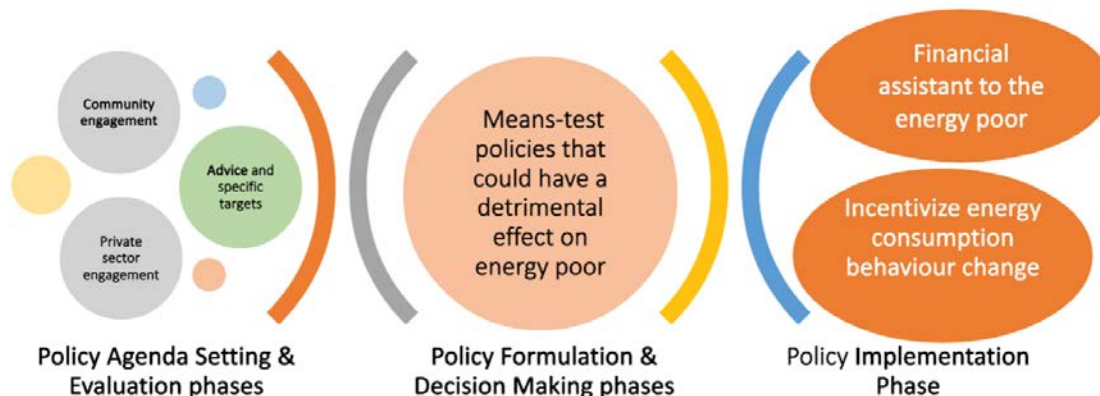 Community
engagement
Advice and
specific
targets
Private
sector
engagement
Policy Agenda Setting &
Evaluation phases
Means-test
policies that
could have a
detrimental
effect on
energy poor
Policy Formulation &
Decision Making phases
Financial
assistant to the
energy poor
Incentivize energy
consumption
behaviour change
Policy Implementation
Phase